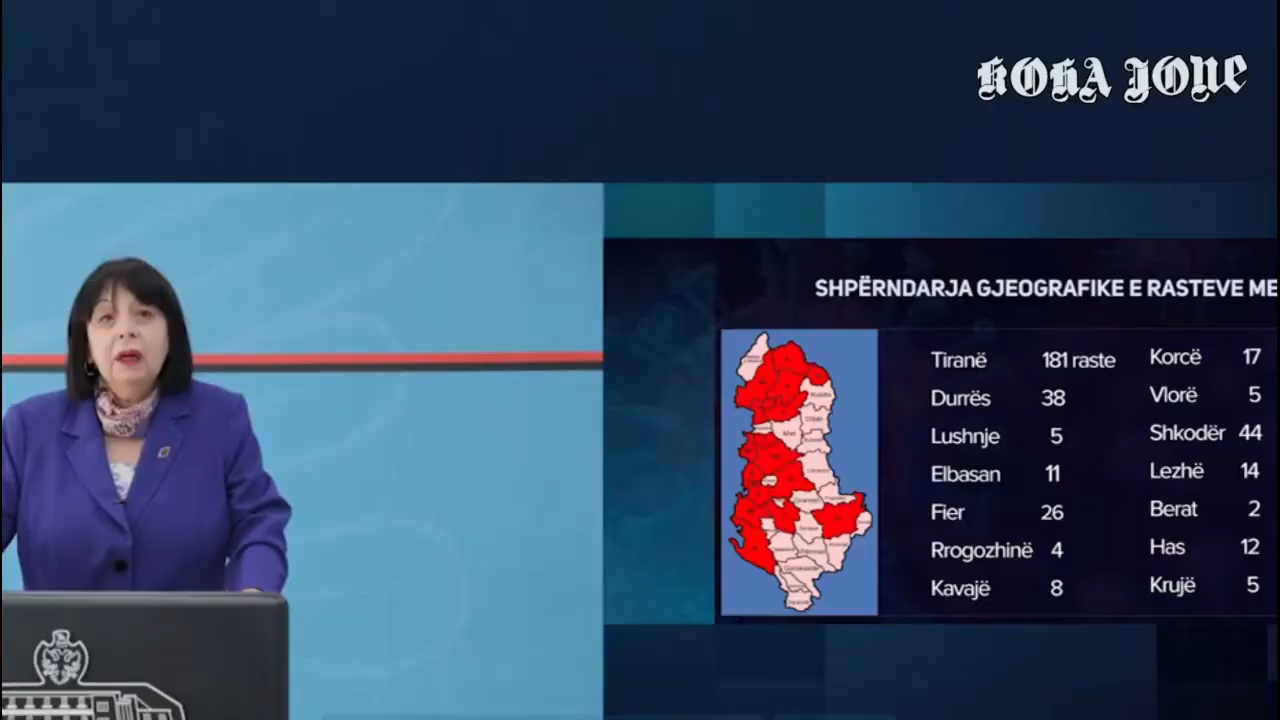 KOHA JONE
SHPËRNDARJA GJEOGRAFIKE E RASTEVE ME
Tiranë 181 raste
Durrës 38
Lushnje 5
Elbasan 11
Fier 26
Rrogozhinë 4
Kavajë 8
Korcë 17
Vlorë 5
Shkodër 44
Lezhë 14
Berat 2
Has 12
Krujë 5